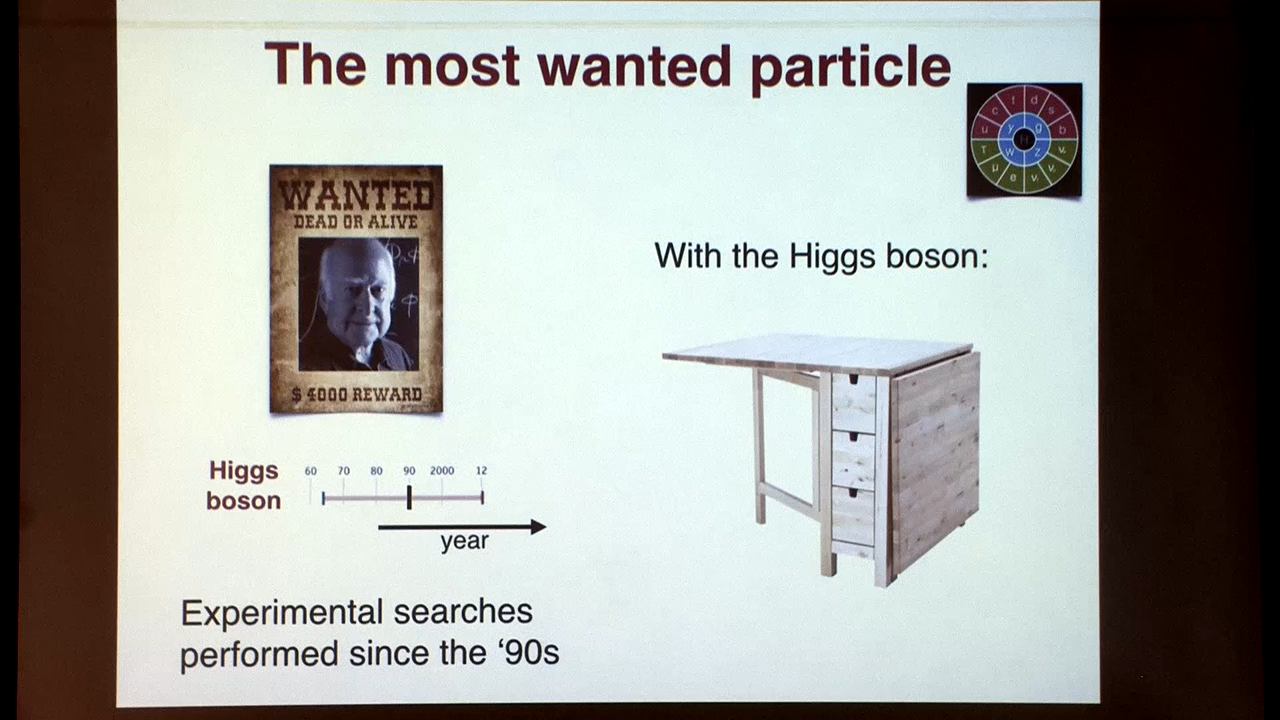 The most wanted particle
c t d s
u γ g b
H
τ W Z ν
μ e ν ν
WANTED
DEAD OR ALIVE
$ 4000 REWARD
With the Higgs boson:
Higgs
boson
60 70 80 90 2000 12
year
Experimental searches
performed since the ‘90s